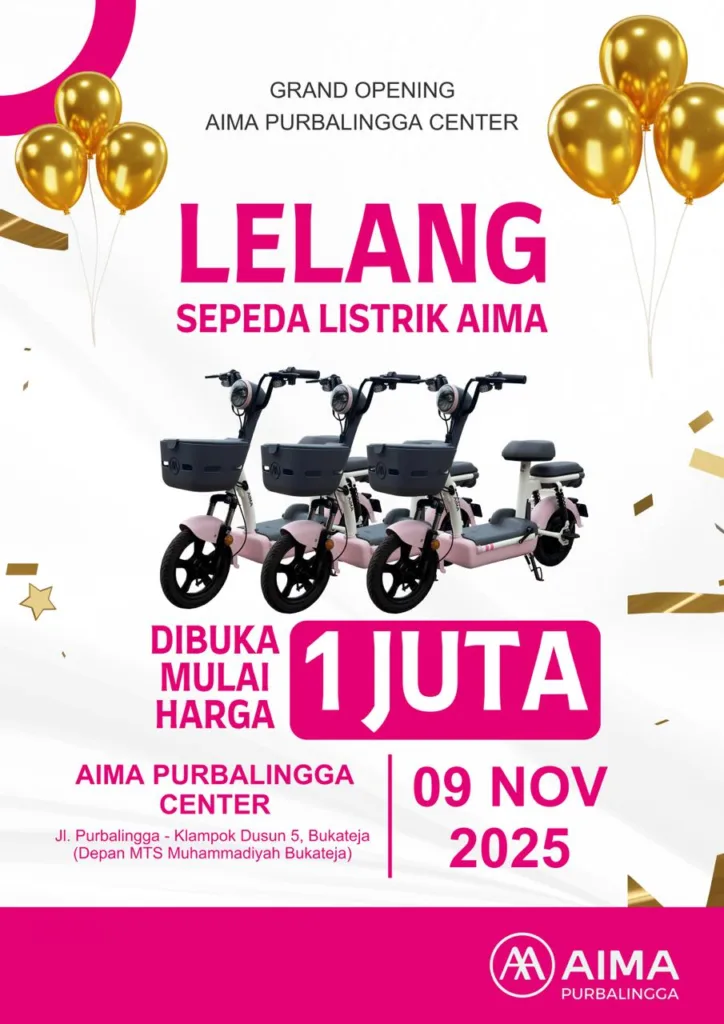 GRAND OPENING
AIMA PURBALINGGA CENTER
LELANG
SEPEDA LISTRIK AIMA
DIBUKA
MULAI
HARGA
1 JUTA
AIMA PURBALINGGA
CENTER
Jl. Purbalingga - Klampok Dusun 5, Bukateja
(Depan MTS Muhammadiyah Bukateja)
09 NOV
2025
AIMA
PURBALINGGA